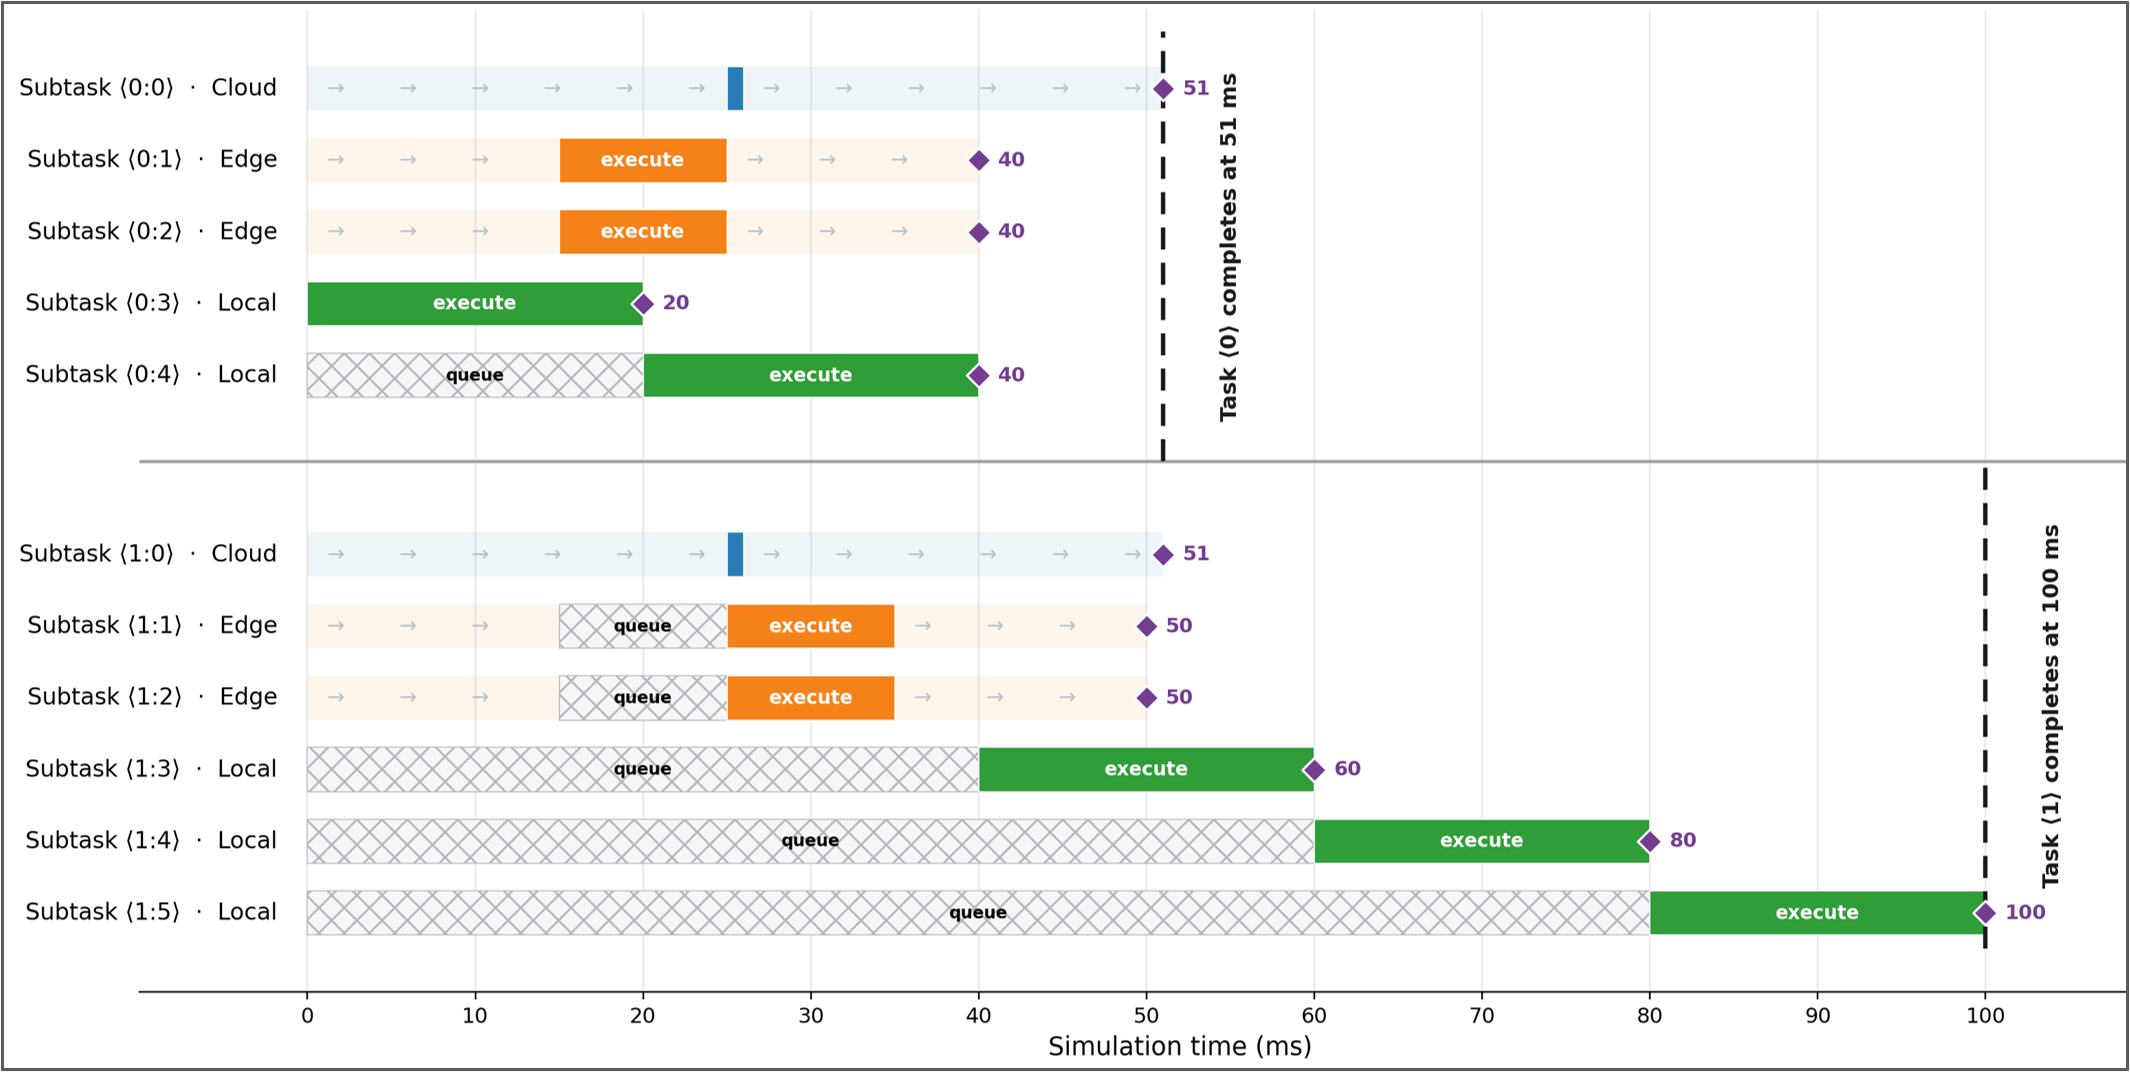 Subtask ⟨0:0⟩ · Cloud → → → → → → → → → → → → 51
Subtask ⟨0:1⟩ · Edge → → → execute → → → 40
Subtask ⟨0:2⟩ · Edge → → → execute → → → 40
Subtask ⟨0:3⟩ · Local execute 20
Subtask ⟨0:4⟩ · Local queue execute 40
Task ⟨0⟩ completes at 51 ms
Subtask ⟨1:0⟩ · Cloud → → → → → → → → → → → → 51
Subtask ⟨1:1⟩ · Edge → → → queue execute → → → 50
Subtask ⟨1:2⟩ · Edge → → → queue execute → → → 50
Subtask ⟨1:3⟩ · Local queue execute 60
Subtask ⟨1:4⟩ · Local queue execute 80
Subtask ⟨1:5⟩ · Local queue execute 100
Task ⟨1⟩ completes at 100 ms
0 10 20 30 40 50 60 70 80 90 100
Simulation time (ms)